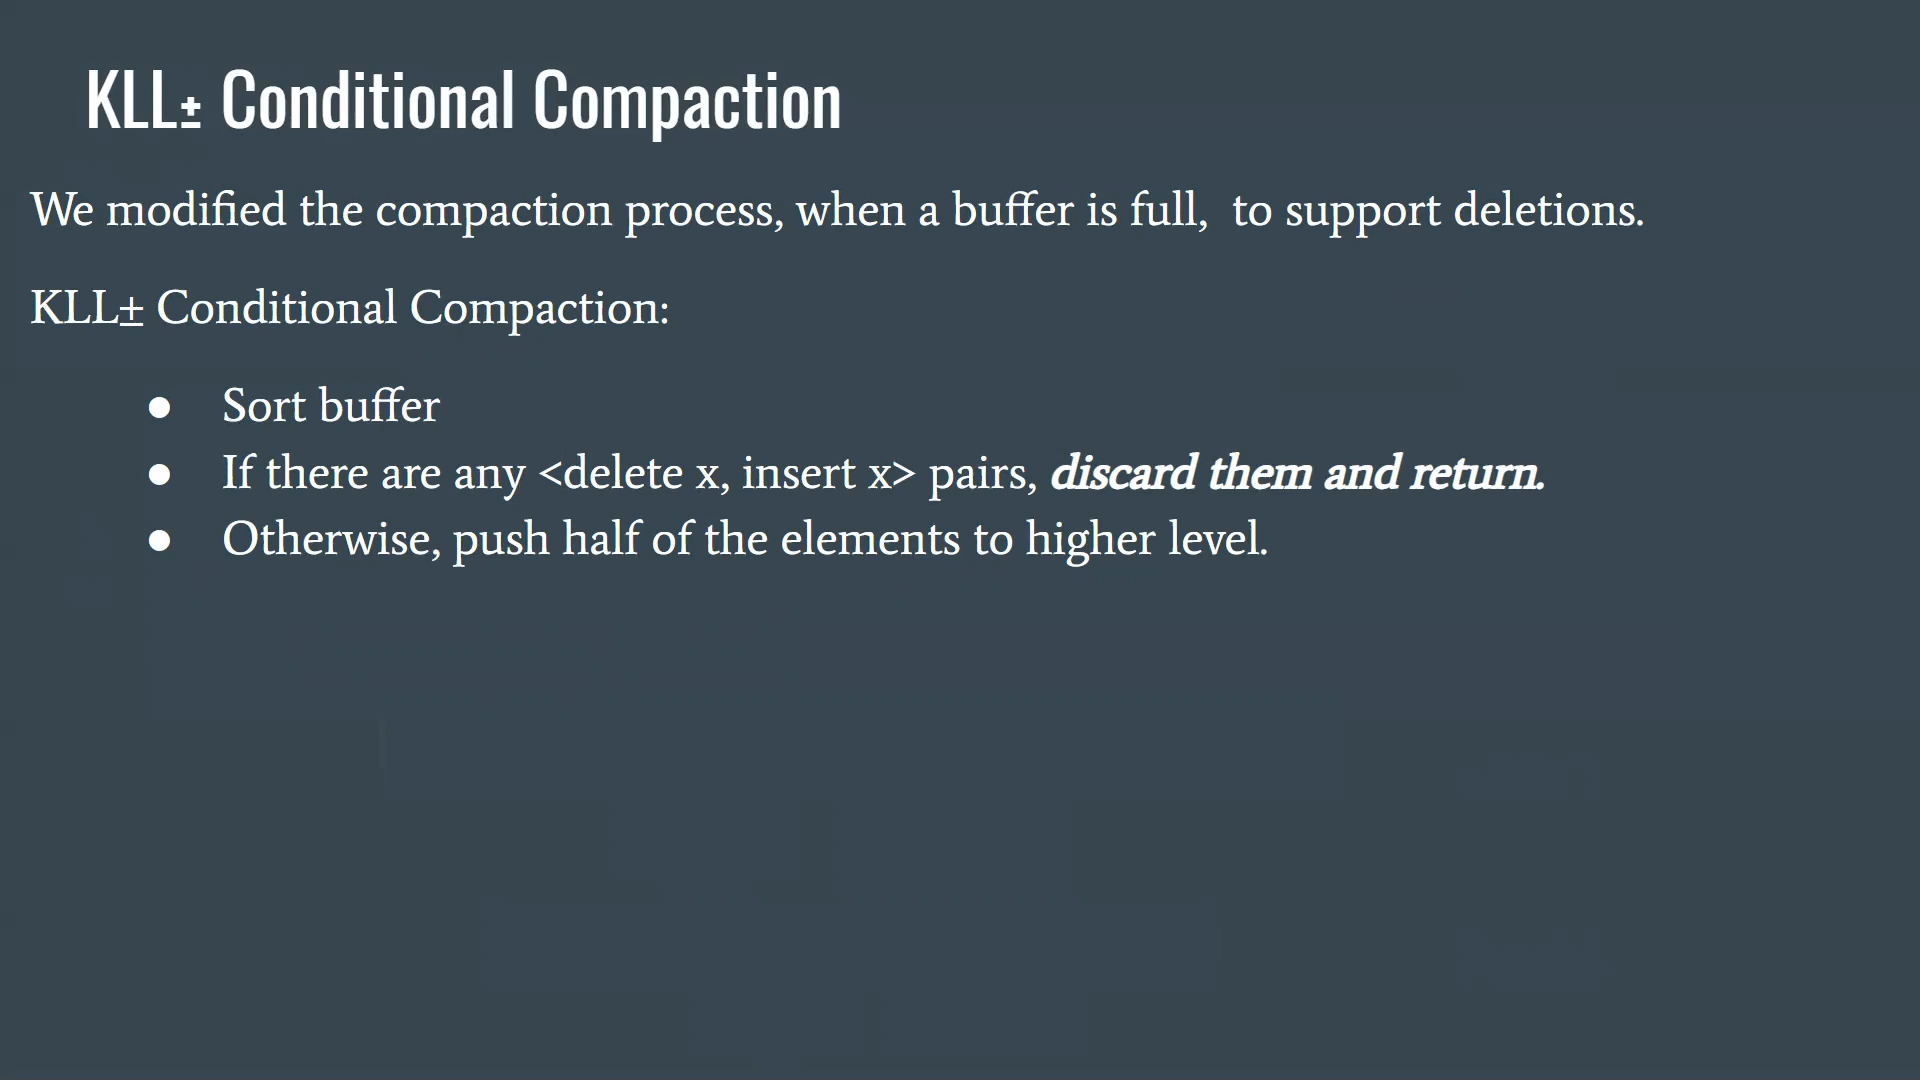 KLL± Conditional Compaction
We modified the compaction process, when a buffer is full, to support deletions.
KLL± Conditional Compaction:
● Sort buffer
● If there are any <delete x, insert x> pairs, discard them and return.
● Otherwise, push half of the elements to higher level.